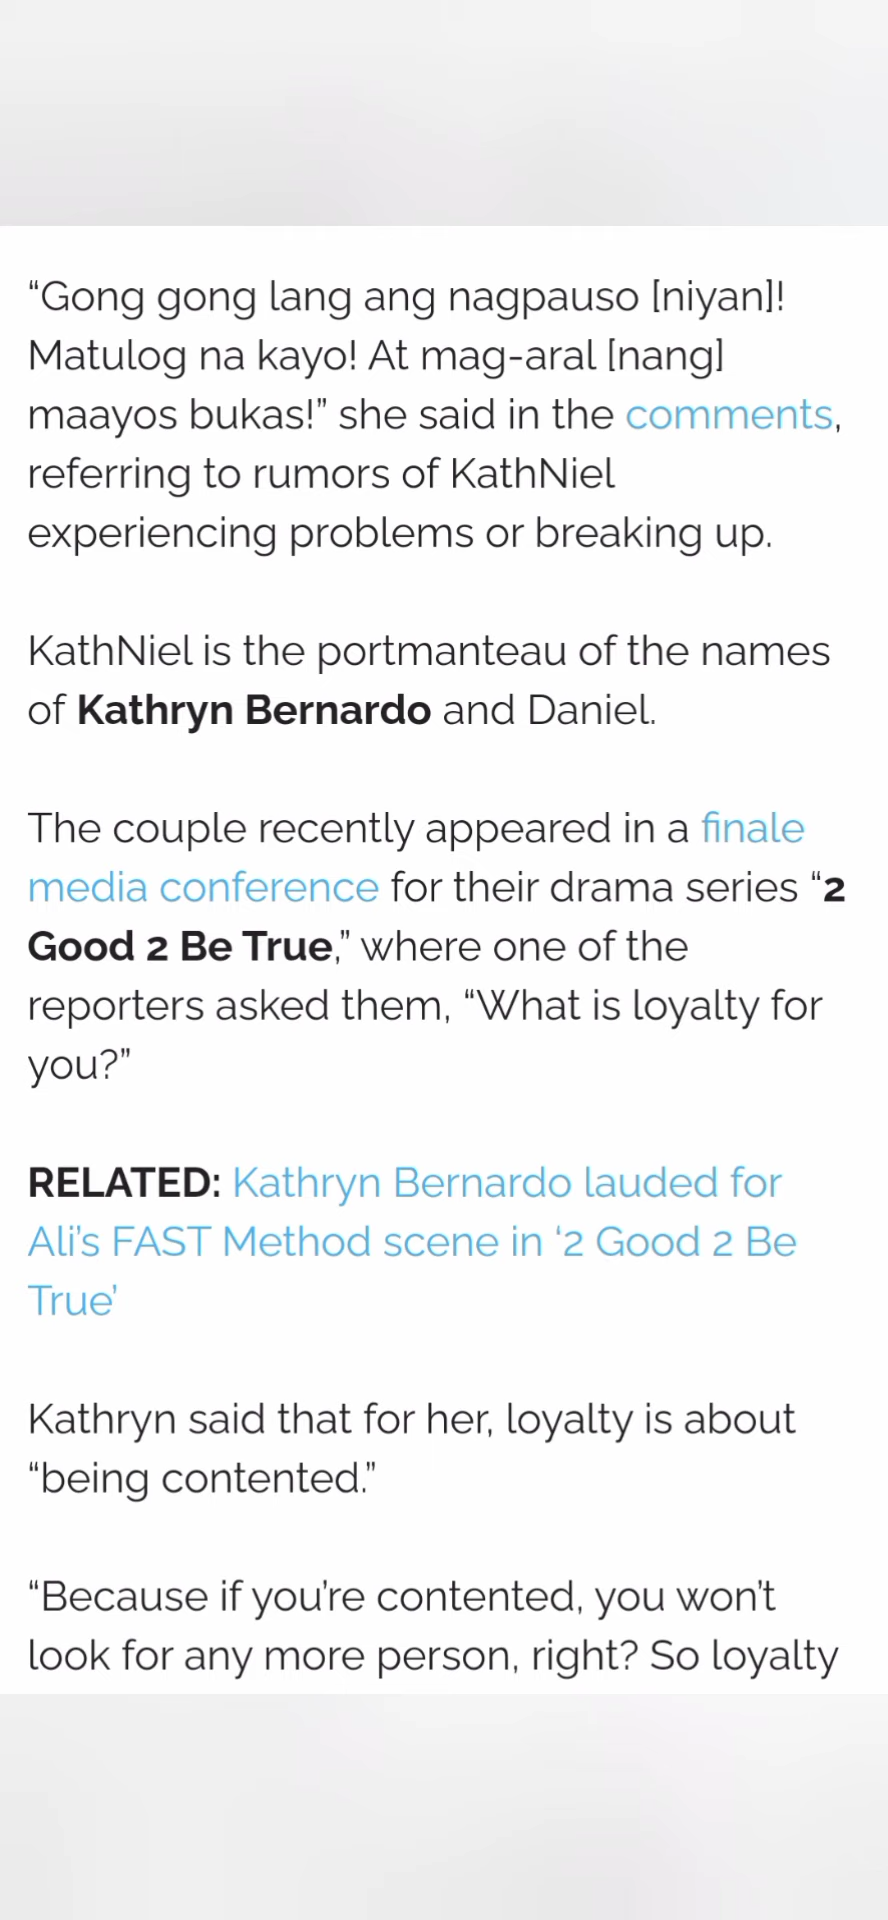 “Gong gong lang ang nagpauso [niyan]!
Matulog na kayo! At mag-aral [nang]
maayos bukas!” she said in the comments,
referring to rumors of KathNiel
experiencing problems or breaking up.
KathNiel is the portmanteau of the names
of Kathryn Bernardo and Daniel.
The couple recently appeared in a finale
media conference for their drama series “2
Good 2 Be True,” where one of the
reporters asked them, “What is loyalty for
you?”
RELATED: Kathryn Bernardo lauded for
Ali’s FAST Method scene in ‘2 Good 2 Be
True’
Kathryn said that for her, loyalty is about
“being contented.”
“Because if you’re contented, you won’t
look for any more person, right? So loyalty